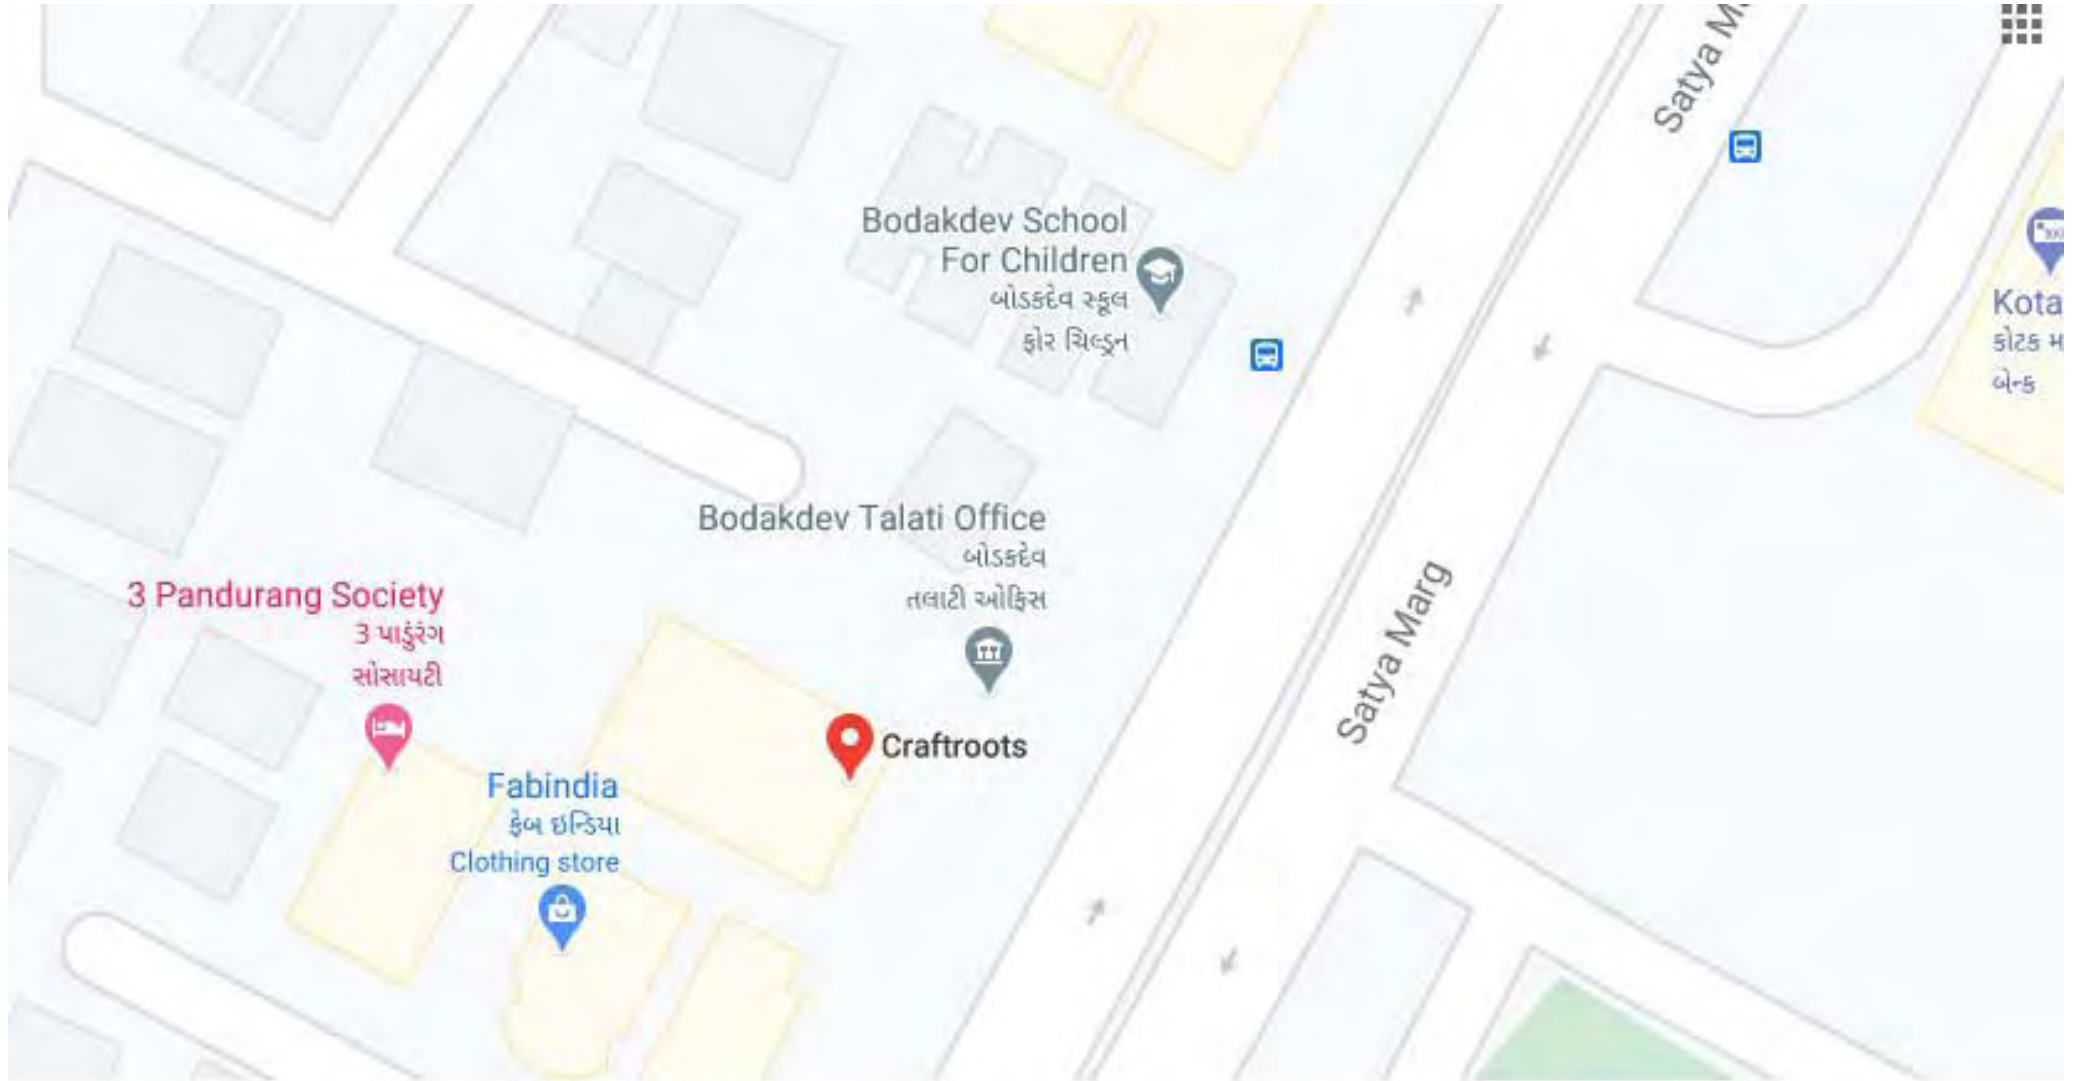 Satya M
Bodakdev School
For Children
બોડકદેવ સ્કૂલ
ફોર ચિલ્ડ્રન
Kota
કોટક મ
બેન્ક
Bodakdev Talati Office
બોડકદેવ
તલાટી ઓફિસ
3 Pandurang Society
3 પાડુંરંગ
સોસાયટી
Satya Marg
Craftroots
Fabindia
ફેબ ઇન્ડિયા
Clothing store